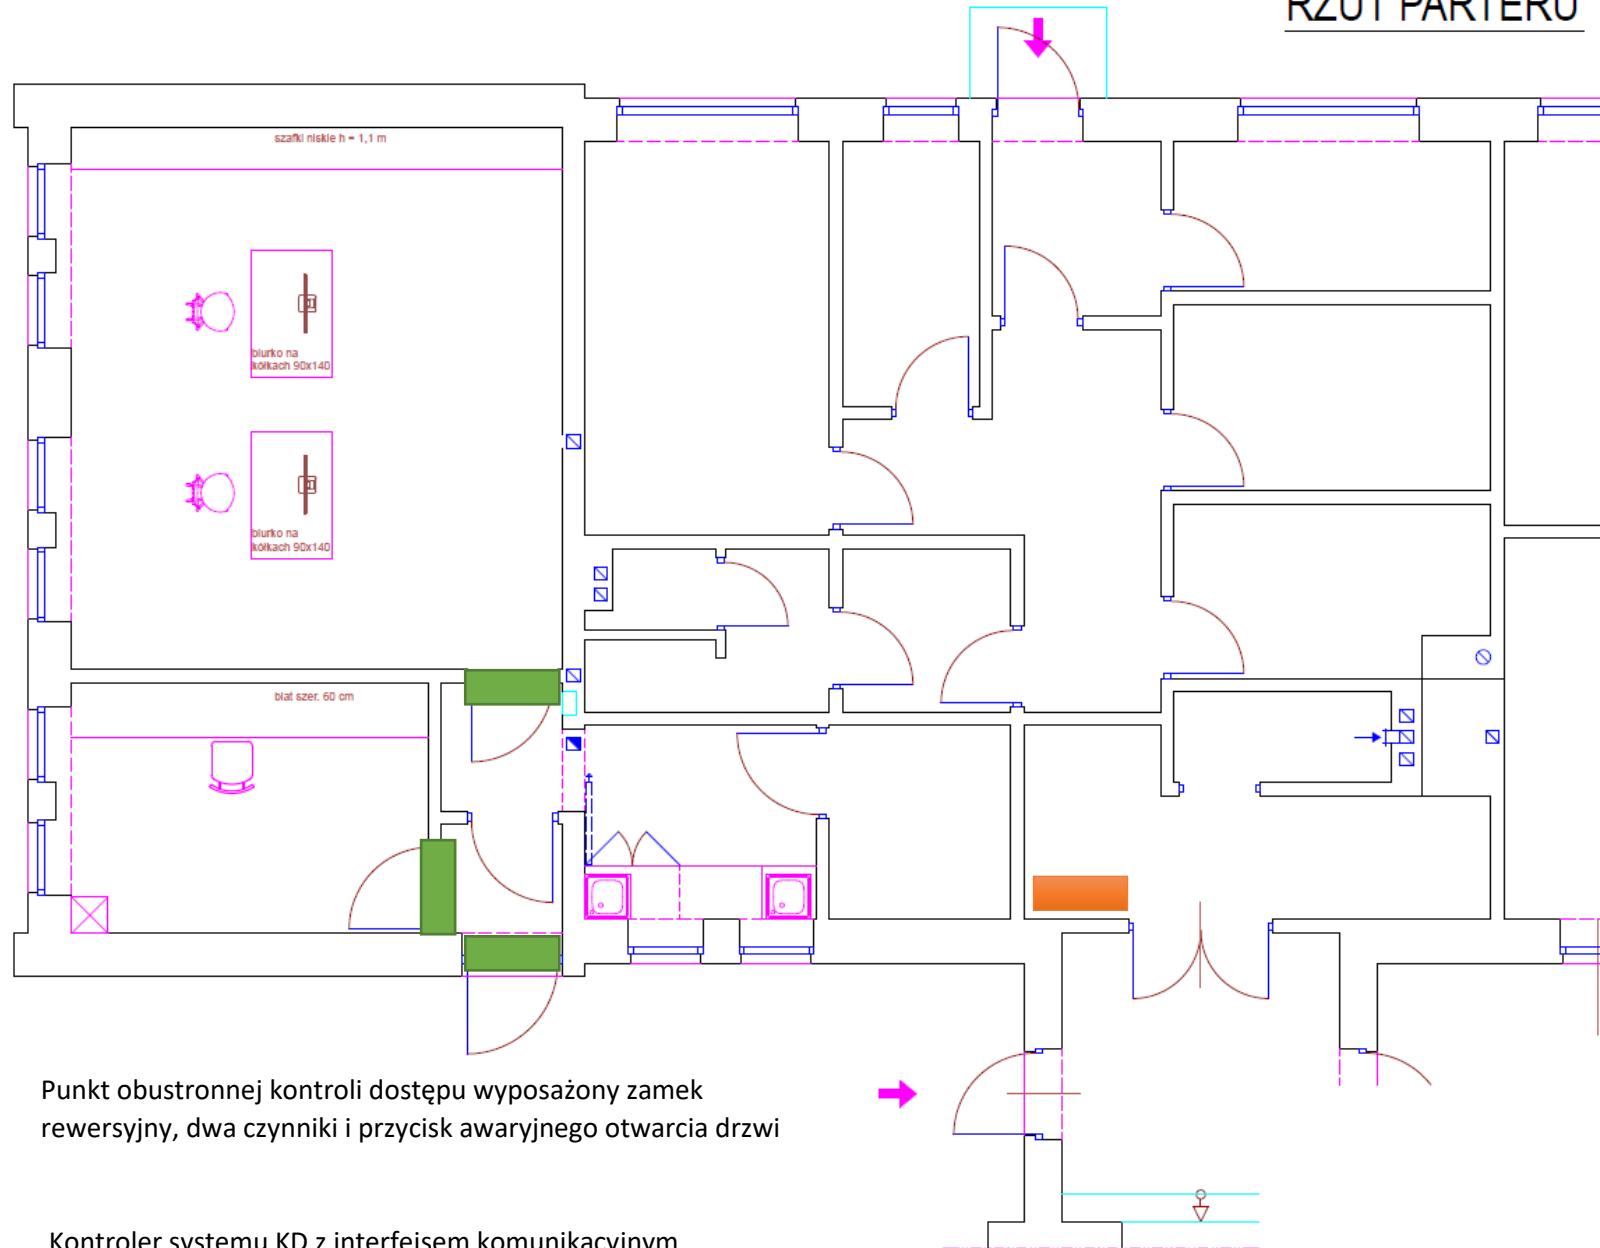 RZUT PARTERU
szafki niskie h = 1,1 m
biurko na
kółkach 90x140
biurko na
kółkach 90x140
blat szer. 60 cm
Punkt obustronnej kontroli dostępu wyposażony zamek
rewersyjny, dwa czynniki i przycisk awaryjnego otwarcia drzwi
Kontroler systemu KD z interfejsem komunikacyjnym